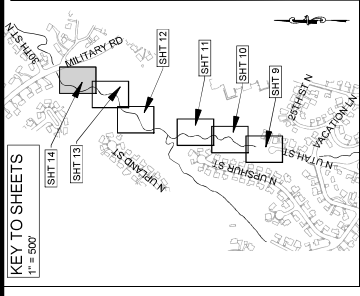 KEY TO SHEETS
1" = 500'
30TH ST N
MILITARY RD
SHT 14
SHT 13
SHT 12
SHT 11
SHT 10
SHT 9
25TH ST N
VACATION LN
N UTAH ST
N UPSHUR ST
N UPLAND ST